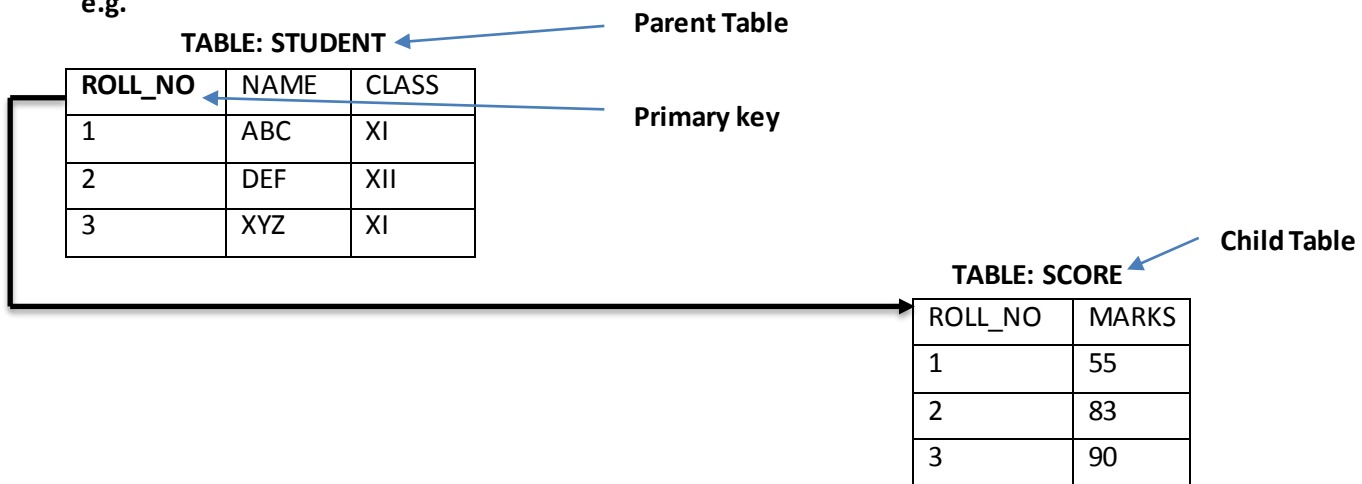 e.g.
Parent Table
TABLE: STUDENT
ROLL_NO NAME CLASS
Primary key
1 ABC XI
2 DEF XII
3 XYZ XI
Child Table
TABLE: SCORE
ROLL_NO MARKS
1 55
2 83
3 90